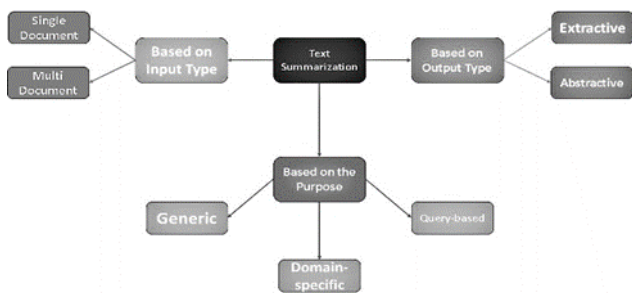 Single
Document
Multi
Document
Based on
Input Type
Text
Summarization
Based on
Output Type
Extractive
Abstractive
Based on the
Purpose
Generic
Domain-
specific
Query-based